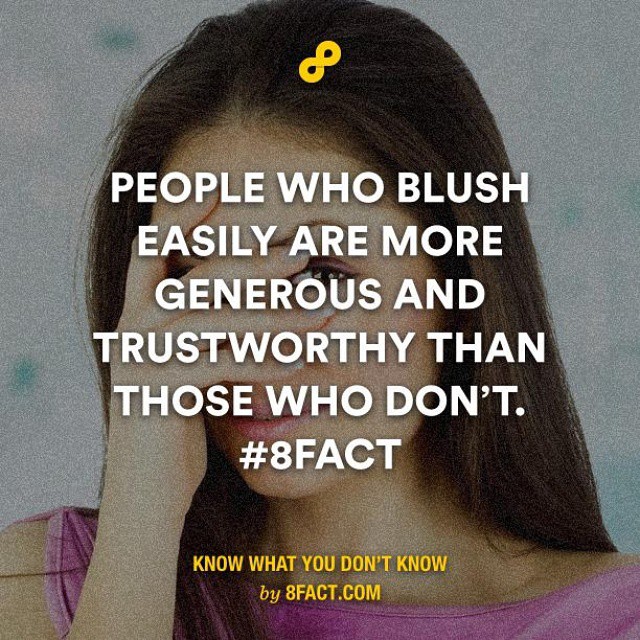 PEOPLE WHO BLUSH
EASILY ARE MORE
GENEROUS AND
TRUSTWORTHY THAN
THOSE WHO DON'T.
#8FACT
KNOW WHAT YOU DON'T KNOW
by 8FACT.COM